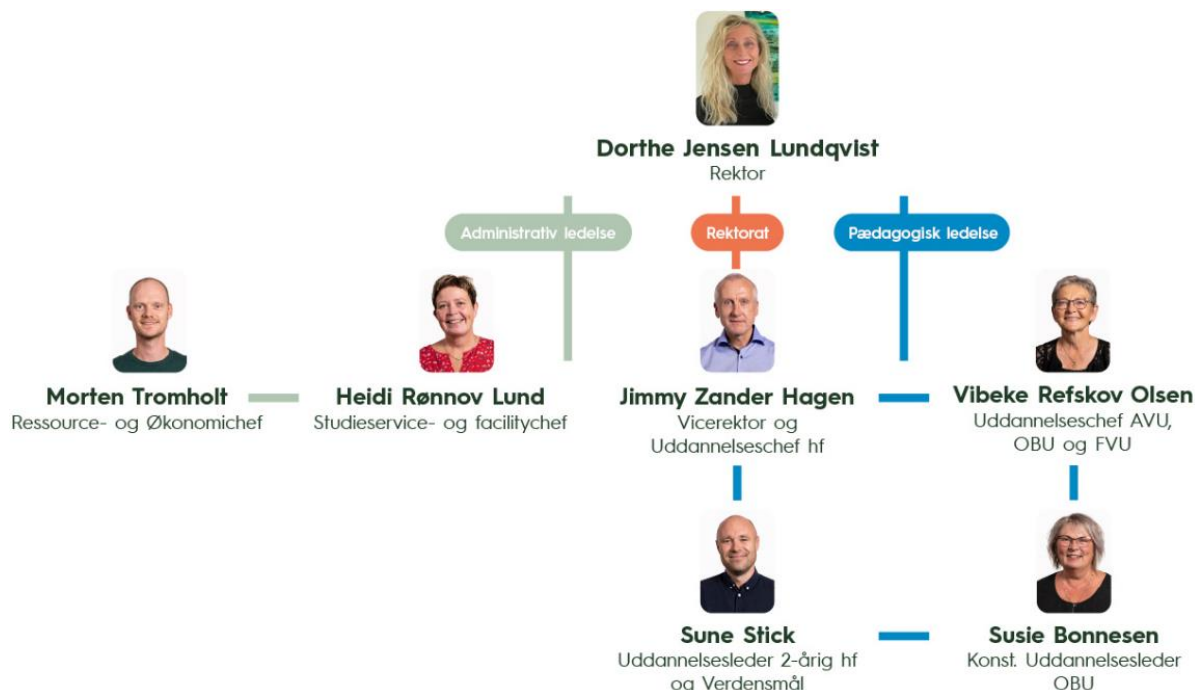 Dorthe Jensen Lundqvist
Rektor
Administrativ ledelse
Rektorat
Pædagogisk ledelse
Morten Tromholt
Ressource- og Økonomichef
Heidi Rønnov Lund
Studieservice- og facilitychef
Jimmy Zander Hagen
Vicerektor og
Uddannelseschef hf
Vibeke Refskov Olsen
Uddannelseschef AVU,
OBU og FVU
Sune Stick
Uddannelsesleder 2-årig hf
og Verdensmål
Susie Bonnesen
Konst. Uddannelsesleder
OBU